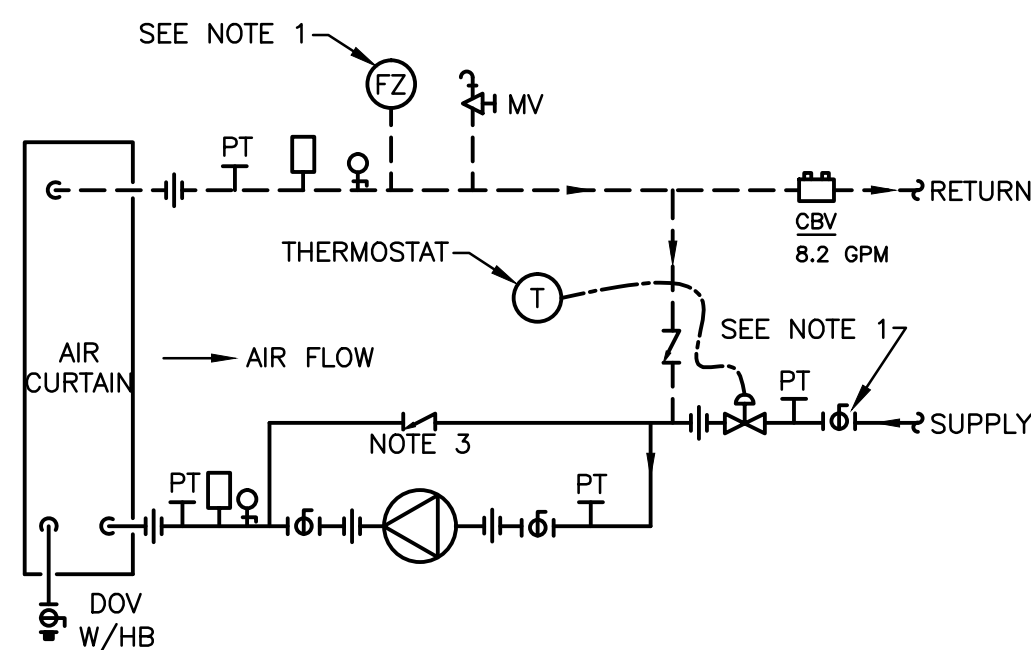 SEE NOTE 1
FZ
MV
PT
RETURN
CBV
8.2 GPM
THERMOSTAT
T
SEE NOTE 1
AIR
CURTAIN
AIR FLOW
PT
SUPPLY
NOTE 3
PT
PT
DOV
W/HB